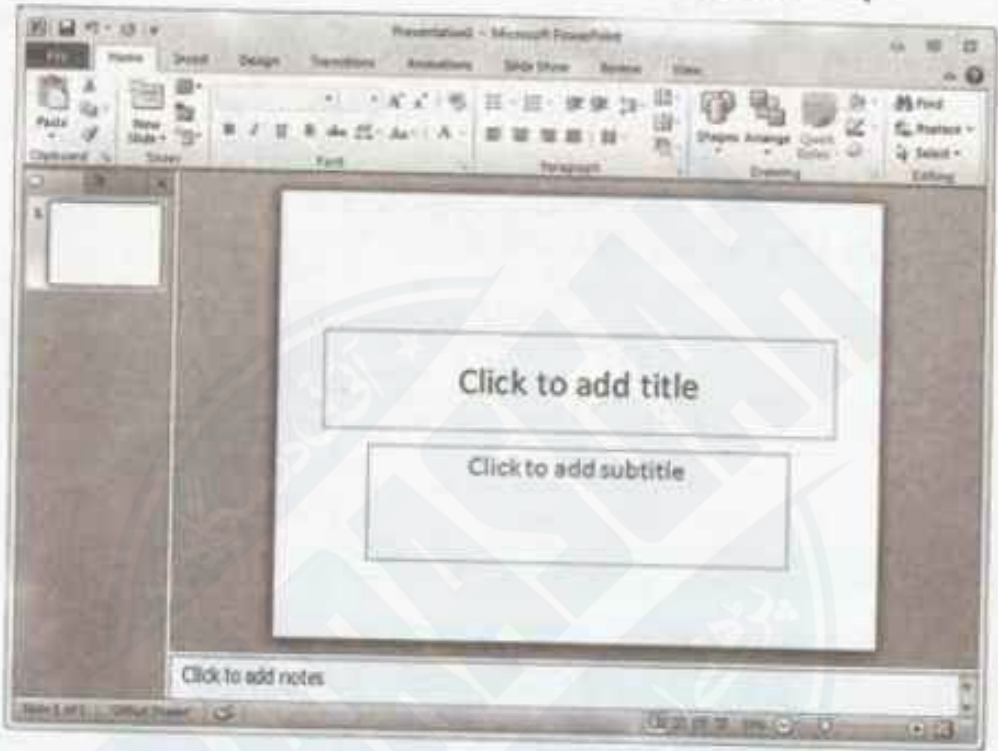 Presentation1 - Microsoft PowerPoint
File Home Insert Design Transitions Animations Slide Show Review View
Paste
New
Slide
Shapes Arrange Quick
Styles
Find
Replace
Select
Clipboard Slides Font Paragraph Drawing Editing
1
Click to add title
Click to add subtitle
Click to add notes
Slide 1 of 1